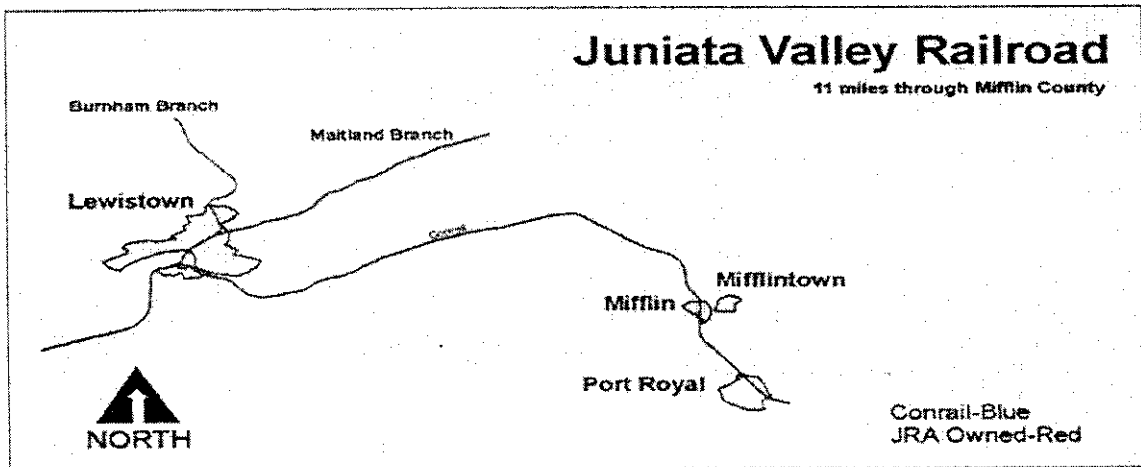 Juniata Valley Railroad
11 miles through Mifflin County
Burnham Branch
Maitland Branch
Lewistown
Conrail
Mifflintown
Mifflin
Port Royal
NORTH
Conrail-Blue
JRA Owned-Red